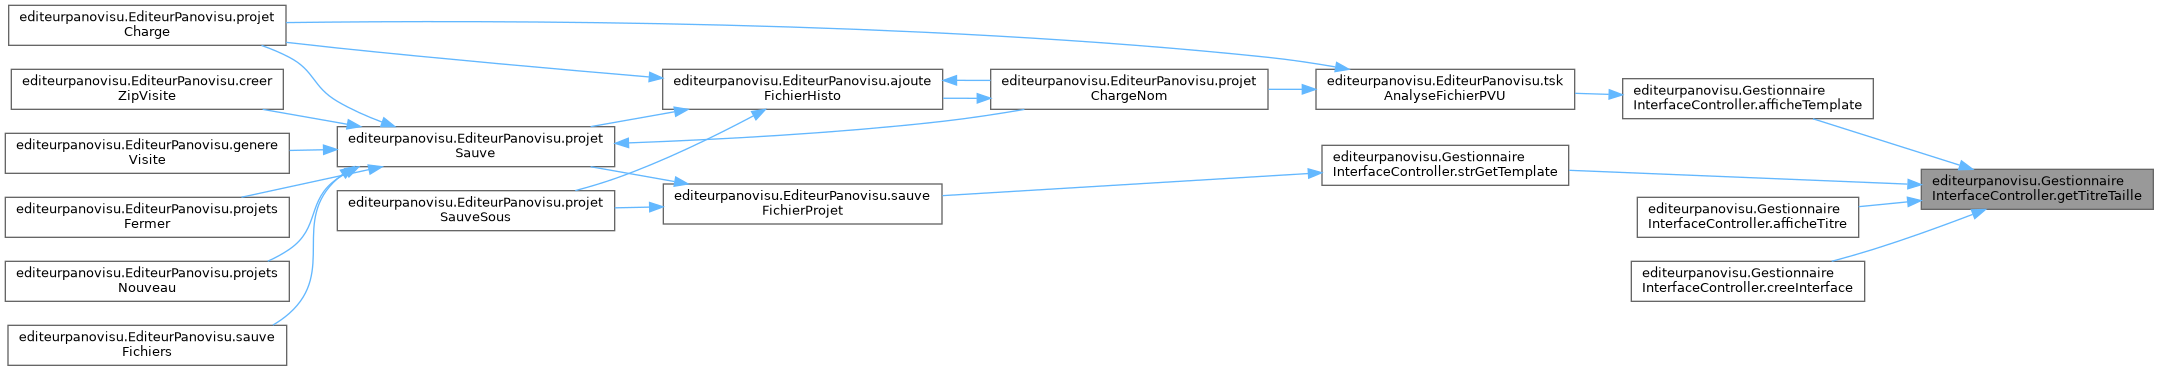 editeurpanovisu.EditeurPanovisu.projet
Charge
editeurpanovisu.EditeurPanovisu.creer
ZipVisite
editeurpanovisu.EditeurPanovisu.genere
Visite
editeurpanovisu.EditeurPanovisu.projets
Fermer
editeurpanovisu.EditeurPanovisu.projets
Nouveau
editeurpanovisu.EditeurPanovisu.sauve
Fichiers
editeurpanovisu.EditeurPanovisu.projet
Sauve
editeurpanovisu.EditeurPanovisu.projet
SauveSous
editeurpanovisu.EditeurPanovisu.ajoute
FichierHisto
editeurpanovisu.EditeurPanovisu.sauve
FichierProjet
editeurpanovisu.EditeurPanovisu.projet
ChargeNom
editeurpanovisu.EditeurPanovisu.tsk
AnalyseFichierPVU
editeurpanovisu.Gestionnaire
InterfaceController.strGetTemplate
editeurpanovisu.Gestionnaire
InterfaceController.afficheTemplate
editeurpanovisu.Gestionnaire
InterfaceController.afficheTitre
editeurpanovisu.Gestionnaire
InterfaceController.creeInterface
editeurpanovisu.Gestionnaire
InterfaceController.getTitreTaille